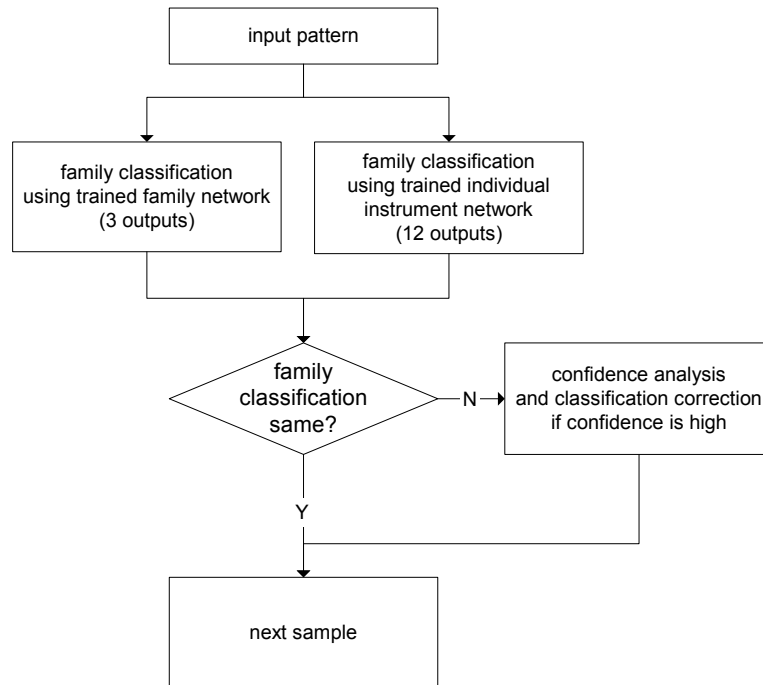 input pattern
family classification
using trained family network
(3 outputs)
family classification
using trained individual
instrument network
(12 outputs)
family
classification
same?
N
confidence analysis
and classification correction
if confidence is high
Y
next sample